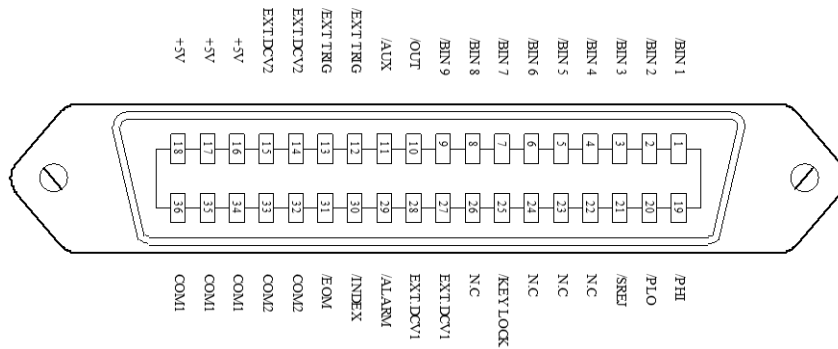 /BIN 1 1 19 /PHI
/BIN 2 2 20 /PLO
/BIN 3 3 21 /SREJ
/BIN 4 4 22 N.C
/BIN 5 5 23 N.C
/BIN 6 6 24 N.C
/BIN 7 7 25 /KEY LOCK
/BIN 8 8 26 N.C
/BIN 9 9 27 EXT.DCV1
/OUT 10 28 EXT.DCV1
/AUX 11 29 /ALARM
/EXT TRIG 12 30 /INDEX
/EXT TRIG 13 31 /EOM
EXT.DCV2 14 32 COM2
EXT.DCV2 15 33 COM2
+5V 16 34 COM1
+5V 17 35 COM1
+5V 18 36 COM1